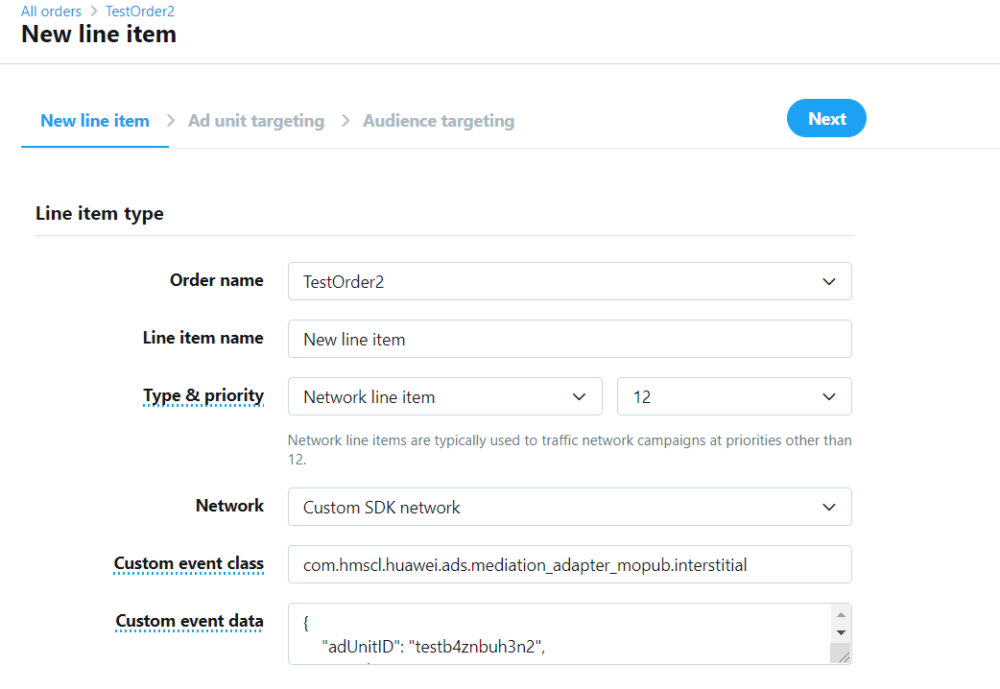 All orders > TestOrder2
New line item
New line item > Ad unit targeting > Audience targeting Next
Line item type
Order name TestOrder2
Line item name New line item
Type & priority Network line item 12
Network line items are typically used to traffic network campaigns at priorities other than
12.
Network Custom SDK network
Custom event class com.hmscl.huawei.ads.mediation_adapter_mopub.interstitial
Custom event data {
"adUnitID": "testb4znbuh3n2",